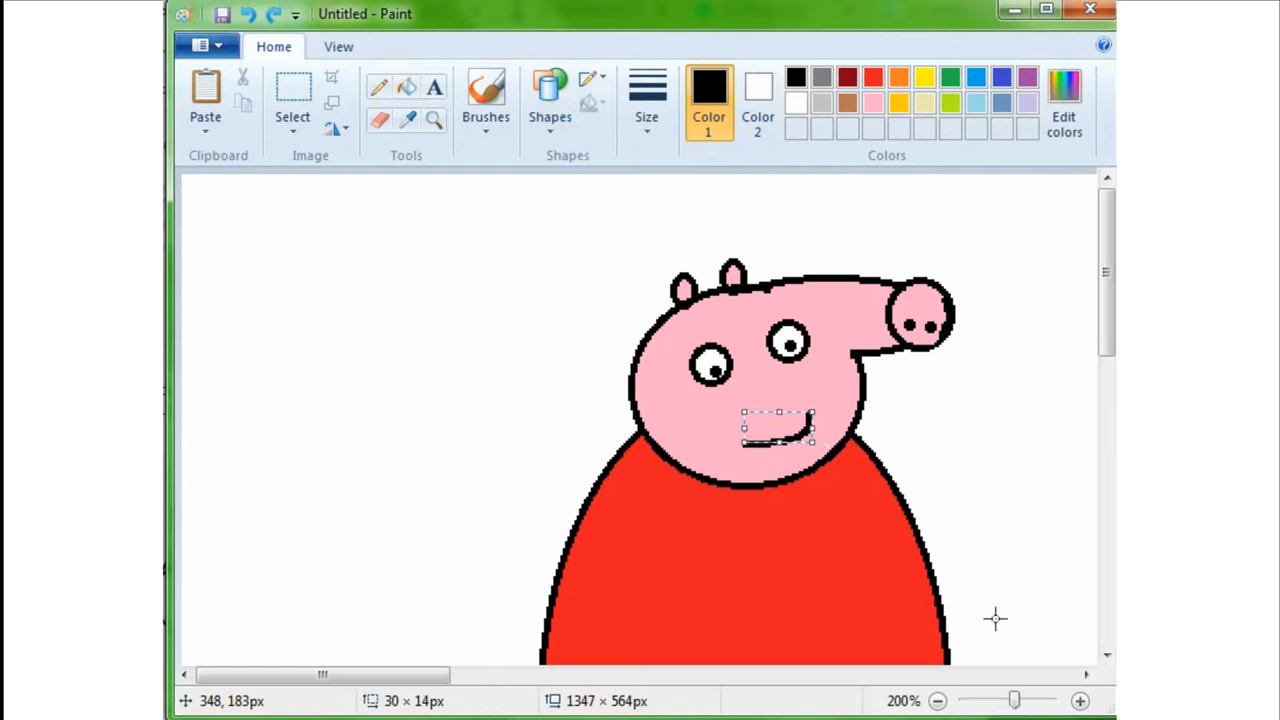 Untitled - Paint
Home View
Paste Select Brushes Shapes Size Color 1 Color 2 Edit colors
Clipboard Image Tools Shapes Colors
348, 183px 30 × 14px 1347 × 564px 200%